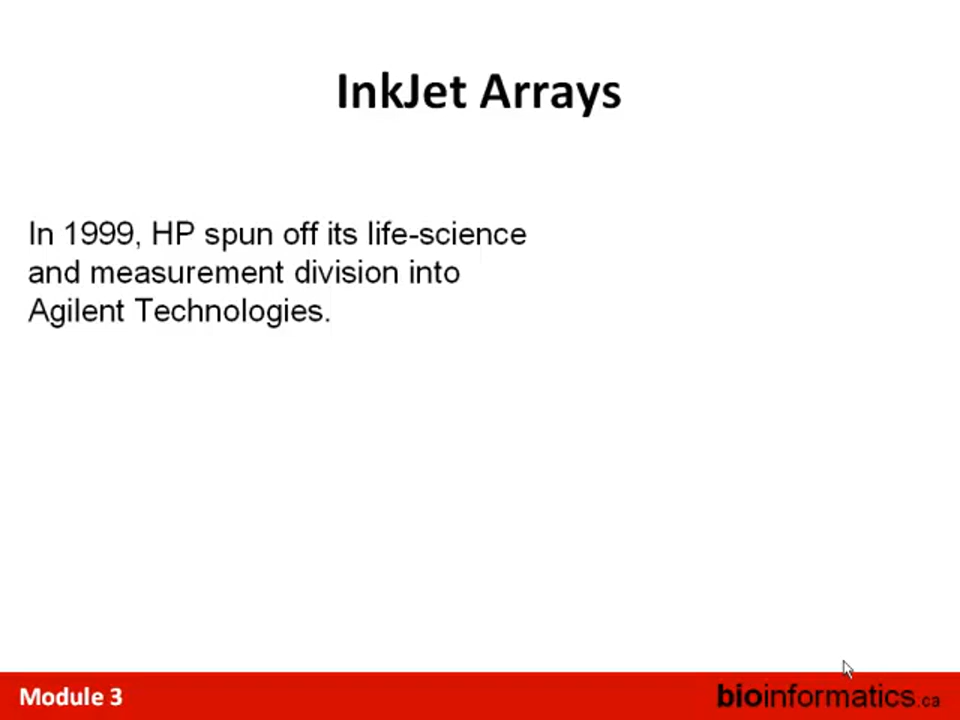 InkJet Arrays
In 1999, HP spun off its life-science
and measurement division into
Agilent Technologies.
Module 3
bioinformatics.ca